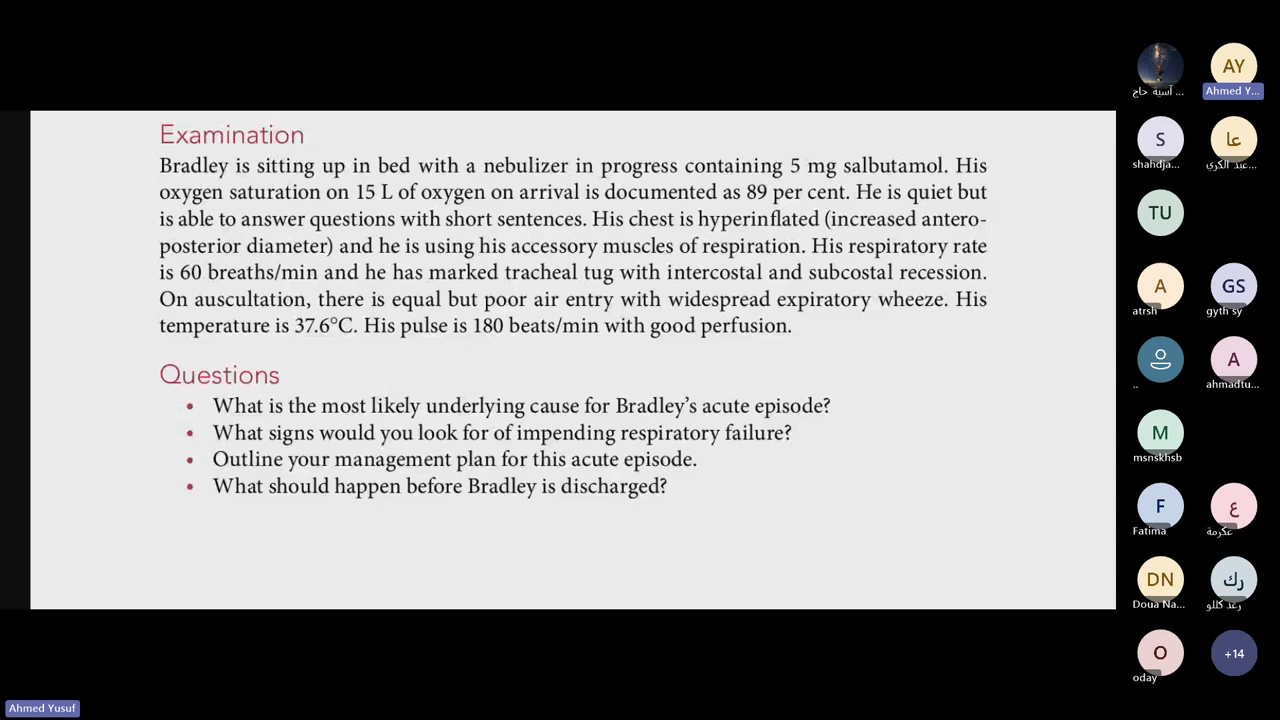 Examination
Bradley is sitting up in bed with a nebulizer in progress containing 5 mg salbutamol. His
oxygen saturation on 15 L of oxygen on arrival is documented as 89 per cent. He is quiet but
is able to answer questions with short sentences. His chest is hyperinflated (increased antero-
posterior diameter) and he is using his accessory muscles of respiration. His respiratory rate
is 60 breaths/min and he has marked tracheal tug with intercostal and subcostal recession.
On auscultation, there is equal but poor air entry with widespread expiratory wheeze. His
temperature is 37.6°C. His pulse is 180 beats/min with good perfusion.
Questions
• What is the most likely underlying cause for Bradley's acute episode?
• What signs would you look for of impending respiratory failure?
• Outline your management plan for this acute episode.
• What should happen before Bradley is discharged?
AY
آسية حاج ...
Ahmed Y...
S
عا
shahdja...
عبد الكري...
TU
A
GS
atrsh
gyth sy
A
..
ahmadtu...
M
msnskhsb
F
ع
Fatima
عكرمة
DN
رك
Doua Na...
رغد كللو
O
+14
oday
Ahmed Yusuf